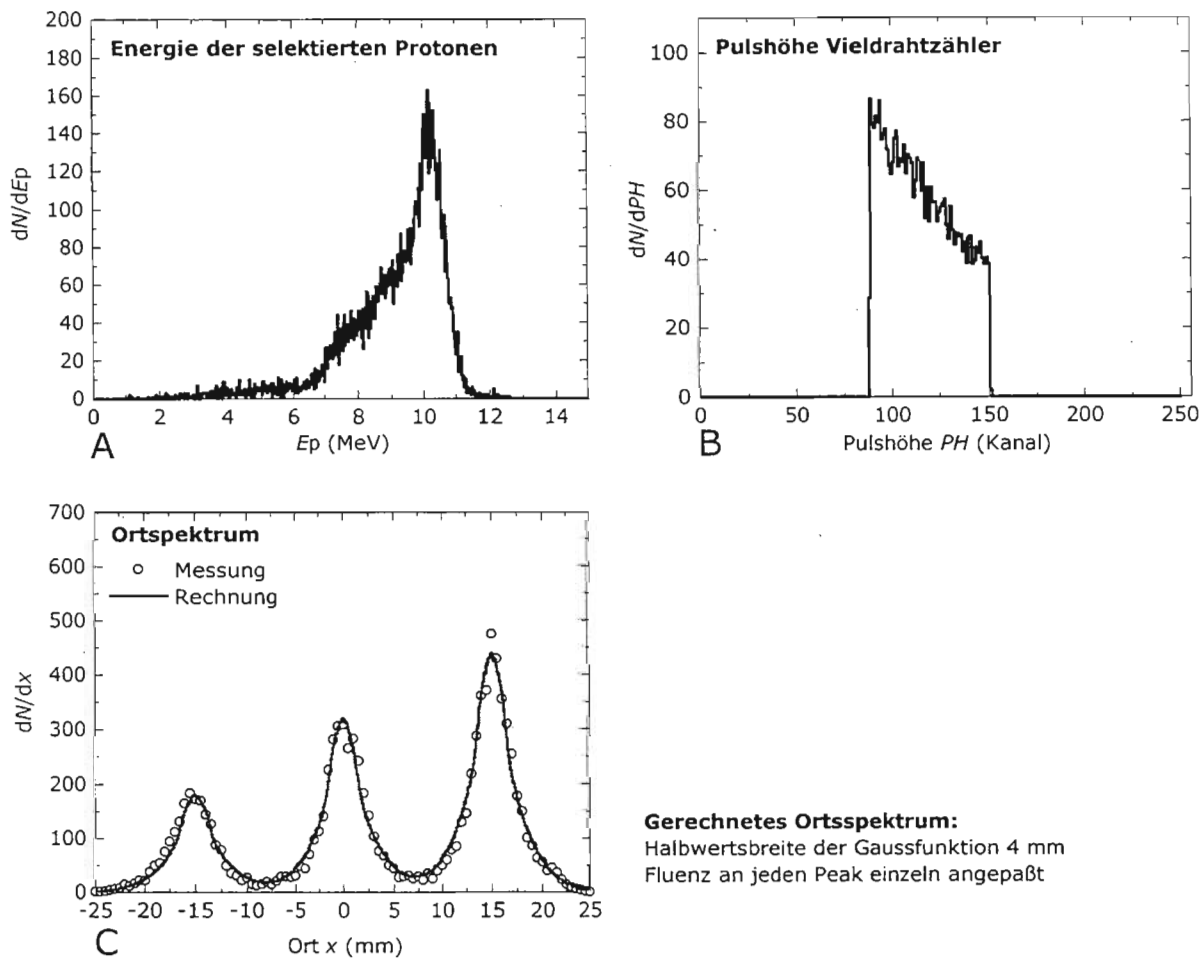 Energie der selektierten Protonen
200
180
160
140
120
100
80
60
40
20
0
dN/dEp
0 2 4 6 8 10 12 14
Ep (MeV)
A
Pulshöhe Vieldrahtzähler
100
80
60
40
20
0
dN/dPH
0 50 100 150 200 250
Pulshöhe PH (Kanal)
B
Ortspektrum
Messung
Rechnung
700
600
500
400
300
200
100
0
dN/dx
-25 -20 -15 -10 -5 0 5 10 15 20 25
Ort x (mm)
C
Gerechnetes Ortsspektrum:
Halbwertsbreite der Gaussfunktion 4 mm
Fluenz an jeden Peak einzeln angepaßt